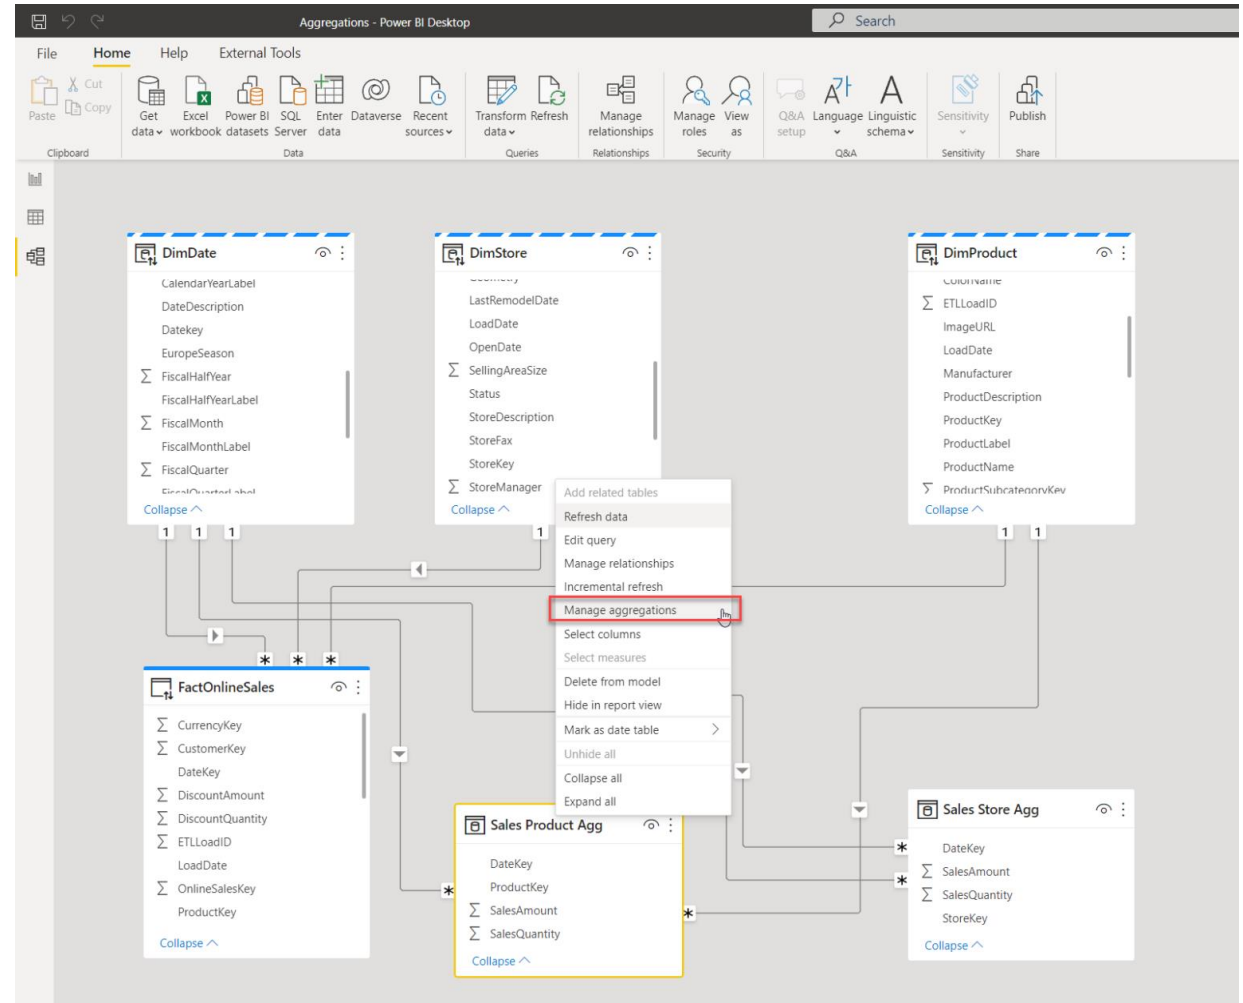 Aggregations - Power BI Desktop
Search
File Home Help External Tools
Paste
Cut
Copy
Get data
Excel workbook
Power BI datasets
SQL Server
Enter data
Dataverse
Recent sources
Transform data
Refresh
Manage relationships
Manage roles
View as
Q&A setup
Language
Linguistic schema
Sensitivity
Publish
Clipboard
Data
Queries
Relationships
Security
Q&A
Sensitivity
Share
DimDate
CalendarYearLabel
DateDescription
Datekey
EuropeSeason
FiscalHalfYear
FiscalHalfYearLabel
FiscalMonth
FiscalMonthLabel
FiscalQuarter
FiscalQuarterLabel
Collapse
1 1 1
DimStore
Geometry
LastRemodelDate
LoadDate
OpenDate
SellingAreaSize
Status
StoreDescription
StoreFax
StoreKey
StoreManager
Collapse
1
DimProduct
ColorName
ETLLoadID
ImageURL
LoadDate
Manufacturer
ProductDescription
ProductKey
ProductLabel
ProductName
ProductSubcategoryKey
Collapse
1 1
Add related tables
Refresh data
Edit query
Manage relationships
Incremental refresh
Manage aggregations
Select columns
Select measures
Delete from model
Hide in report view
Mark as date table
Unhide all
Collapse all
Expand all
* * *
FactOnlineSales
CurrencyKey
CustomerKey
DateKey
DiscountAmount
DiscountQuantity
ETLLoadID
LoadDate
OnlineSalesKey
ProductKey
Collapse
Sales Product Agg
DateKey
ProductKey
SalesAmount
SalesQuantity
Collapse
* *
Sales Store Agg
DateKey
SalesAmount
SalesQuantity
StoreKey
Collapse
* *